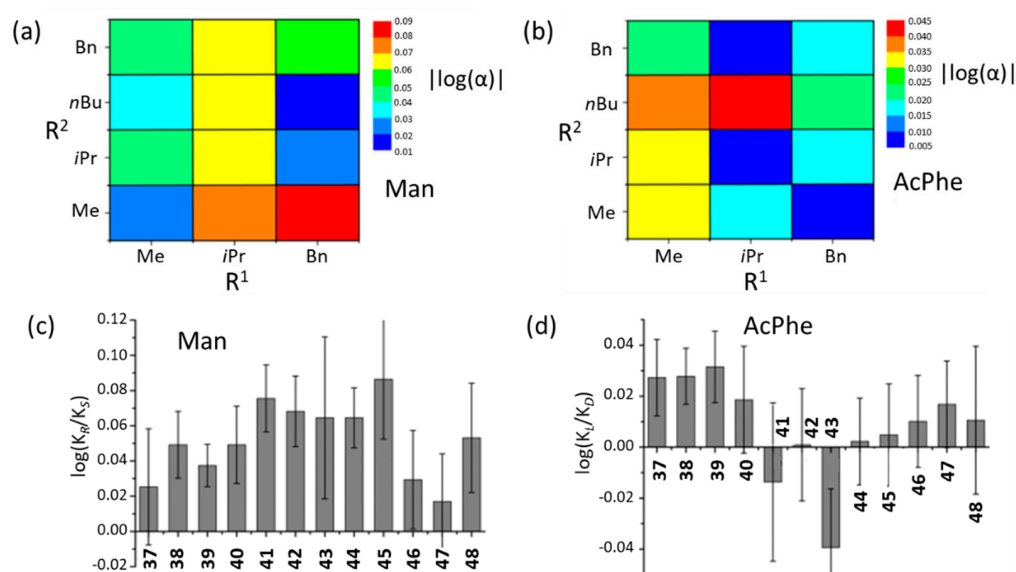 (a)
Bn
nBu
R²
iPr
Me
Me iPr Bn
R¹
0.09
0.08
0.07
0.06
0.05
0.04
0.03
0.02
0.01
|log(α)|
Man
(b)
Bn
nBu
R²
iPr
Me
Me iPr Bn
R¹
0.045
0.040
0.035
0.030
0.025
0.020
0.015
0.010
0.005
|log(α)|
AcPhe
(c)
Man
log(K_R/K_S)
0.12
0.10
0.08
0.06
0.04
0.02
0.00
-0.02
37 38 39 40 41 42 43 44 45 46 47 48
(d)
AcPhe
log(K_L/K_D)
0.04
0.02
0.00
-0.02
-0.04
37 38 39 40 41 42 43 44 45 46 47 48